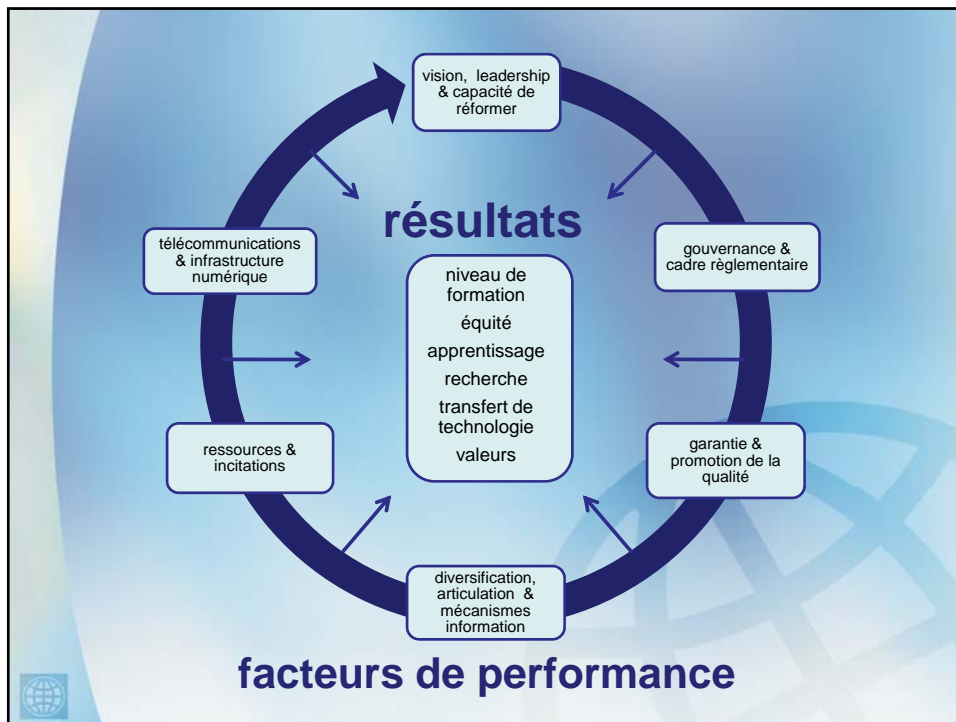 vision, leadership
& capacité de
réformer
résultats
télécommunications
& infrastructure
numérique
gouvernance &
cadre règlementaire
niveau de
formation
équité
apprentissage
recherche
transfert de
technologie
valeurs
ressources &
incitations
garantie &
promotion de la
qualité
diversification,
articulation &
mécanismes
information
facteurs de performance